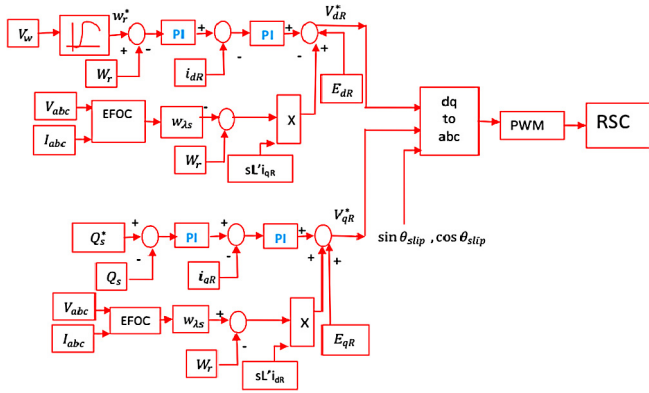 V_w
w_r^*
+
-
W_r
PI
+
-
i_dR
PI
+
-
+
+
V_dR^*
E_dR
V_abc
I_abc
EFOC
w_λs
-
W_r
X
sL'i_qR
dq
to
abc
PWM
RSC
sin θ_slip , cos θ_slip
Q_s^*
+
-
Q_s
PI
+
-
i_aR
PI
+
+
+
V_qR^*
E_qR
V_abc
I_abc
EFOC
w_λs
+
-
W_r
X
sL'i_dR